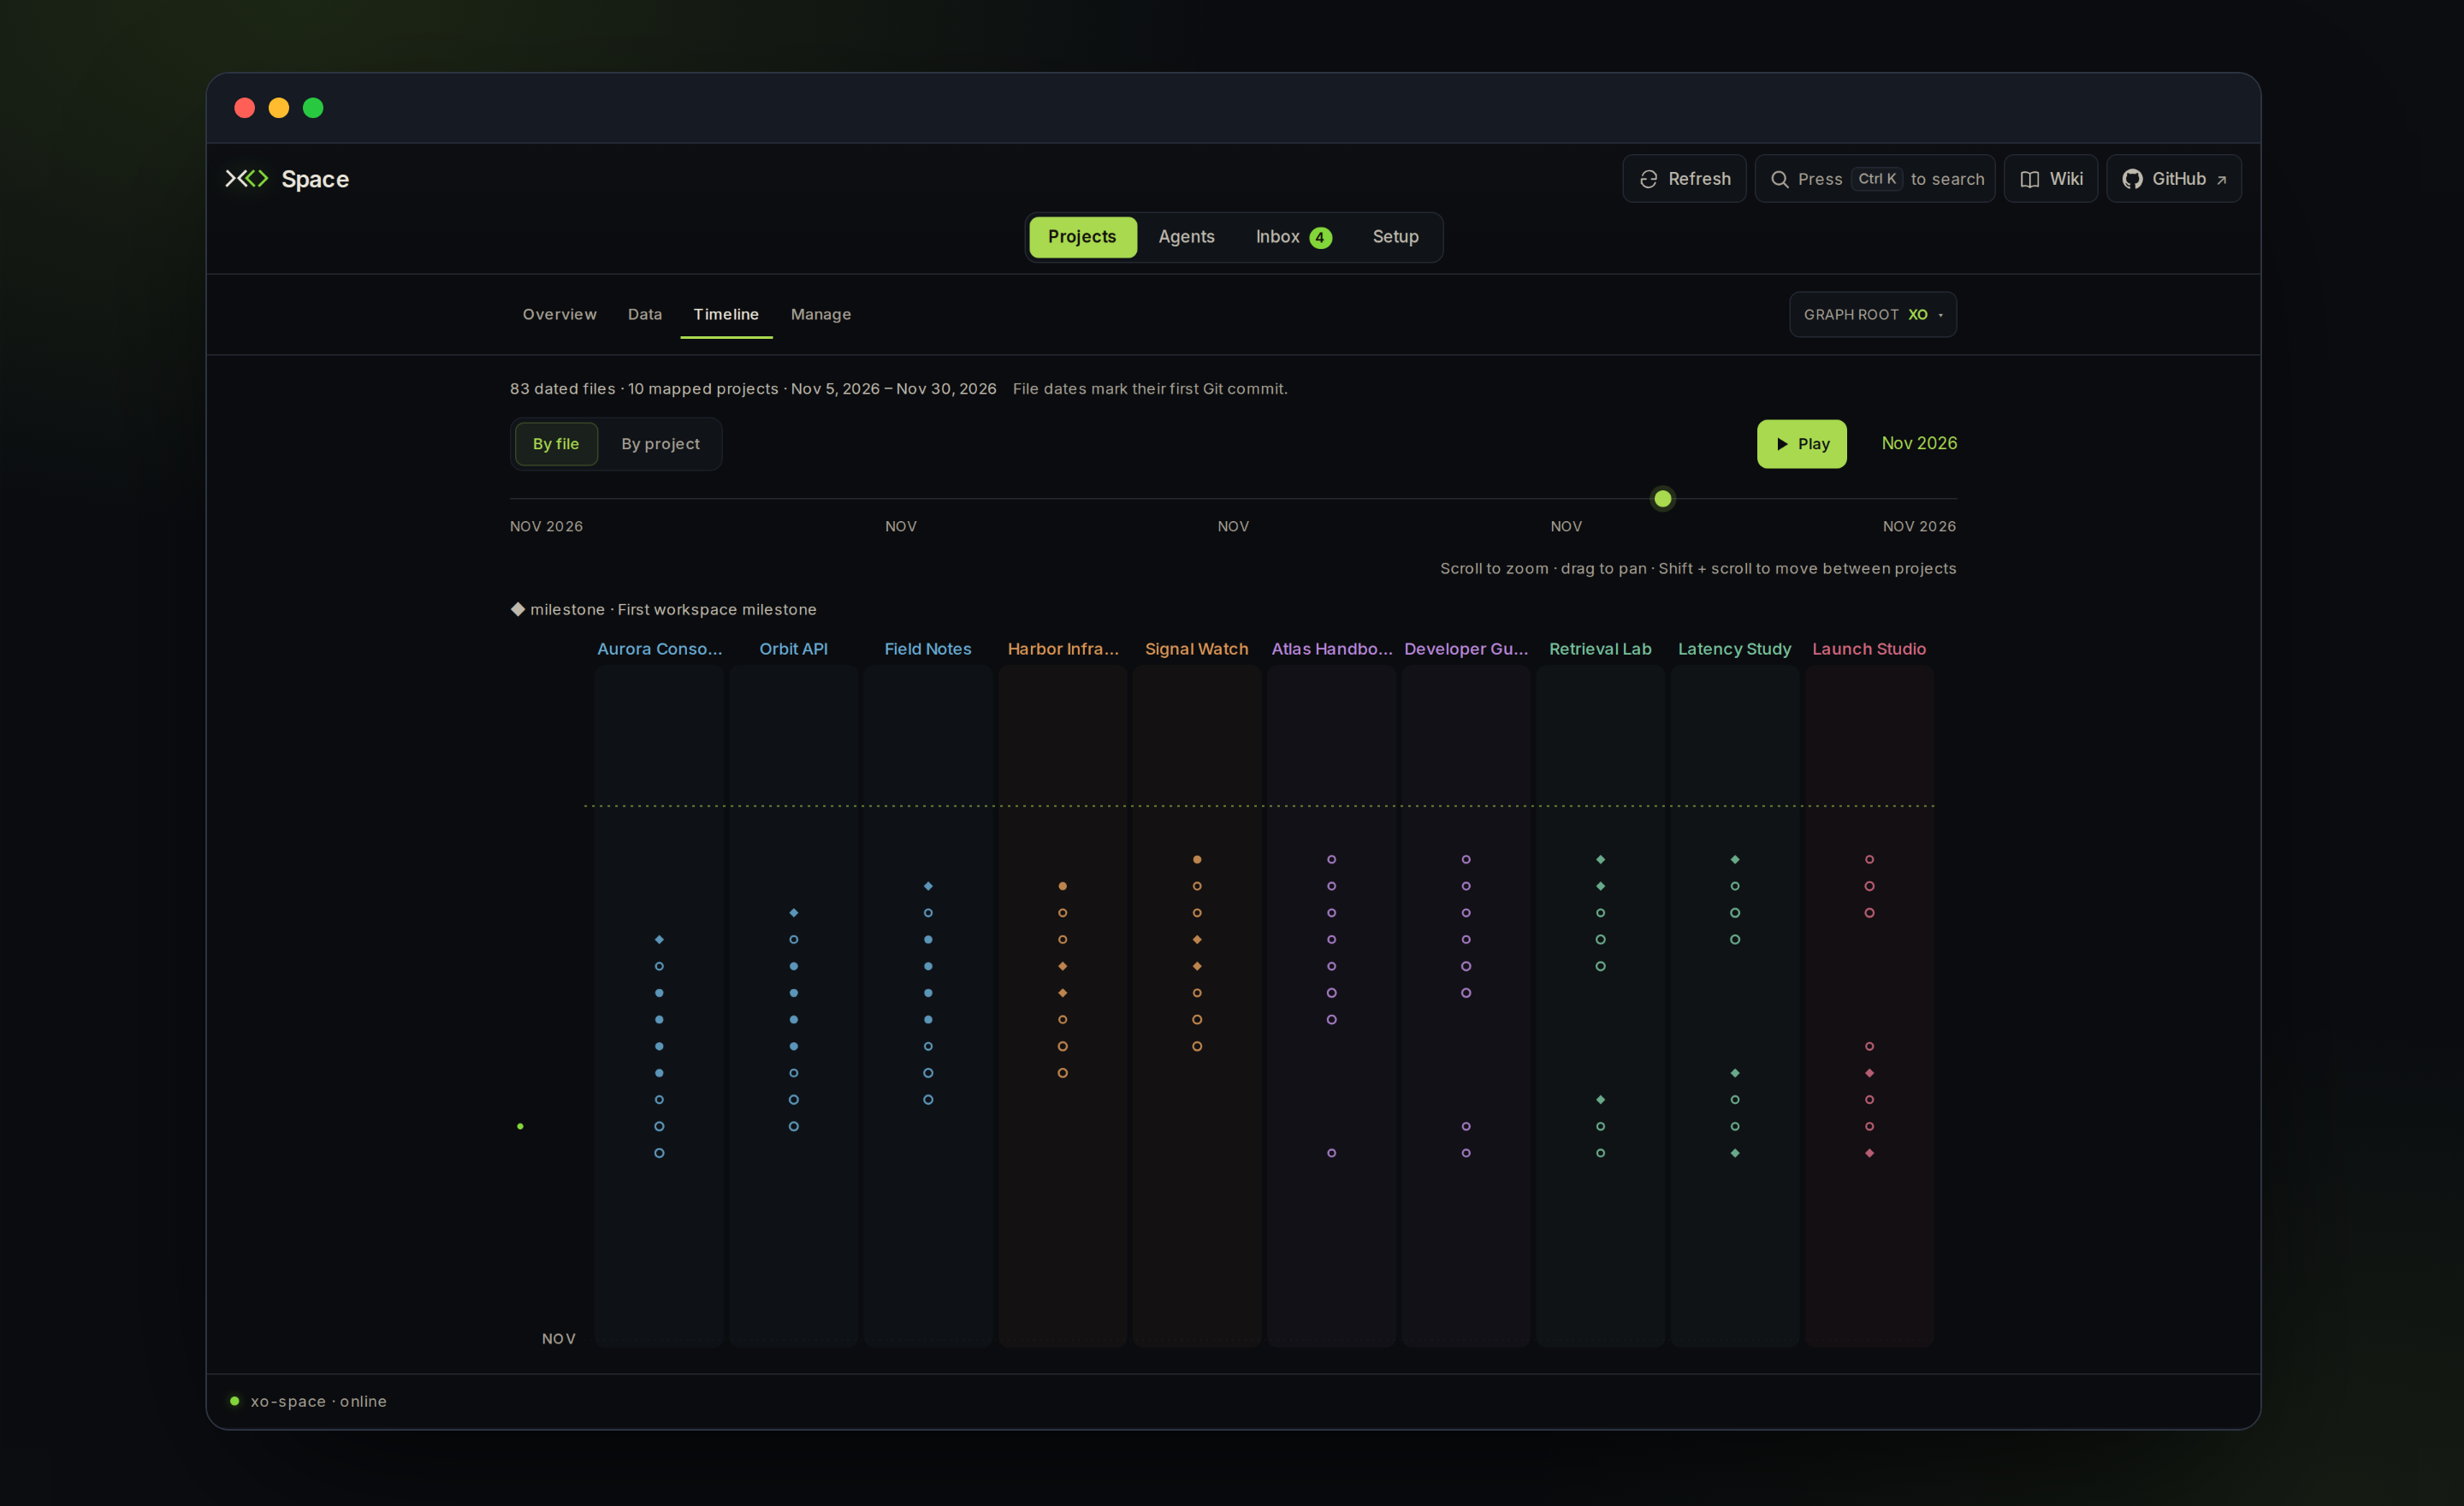 Space
Refresh
Press Ctrl K to search
Wiki
GitHub
Projects
Agents
Inbox 4
Setup
Overview
Data
Timeline
Manage
GRAPH ROOT XO
83 dated files · 10 mapped projects · Nov 5, 2026 – Nov 30, 2026 File dates mark their first Git commit.
By file
By project
Play
Nov 2026
NOV 2026
NOV
NOV
NOV
NOV 2026
Scroll to zoom · drag to pan · Shift + scroll to move between projects
milestone · First workspace milestone
Aurora Conso...
Orbit API
Field Notes
Harbor Infra...
Signal Watch
Atlas Handbo...
Developer Gu...
Retrieval Lab
Latency Study
Launch Studio
NOV
xo-space · online